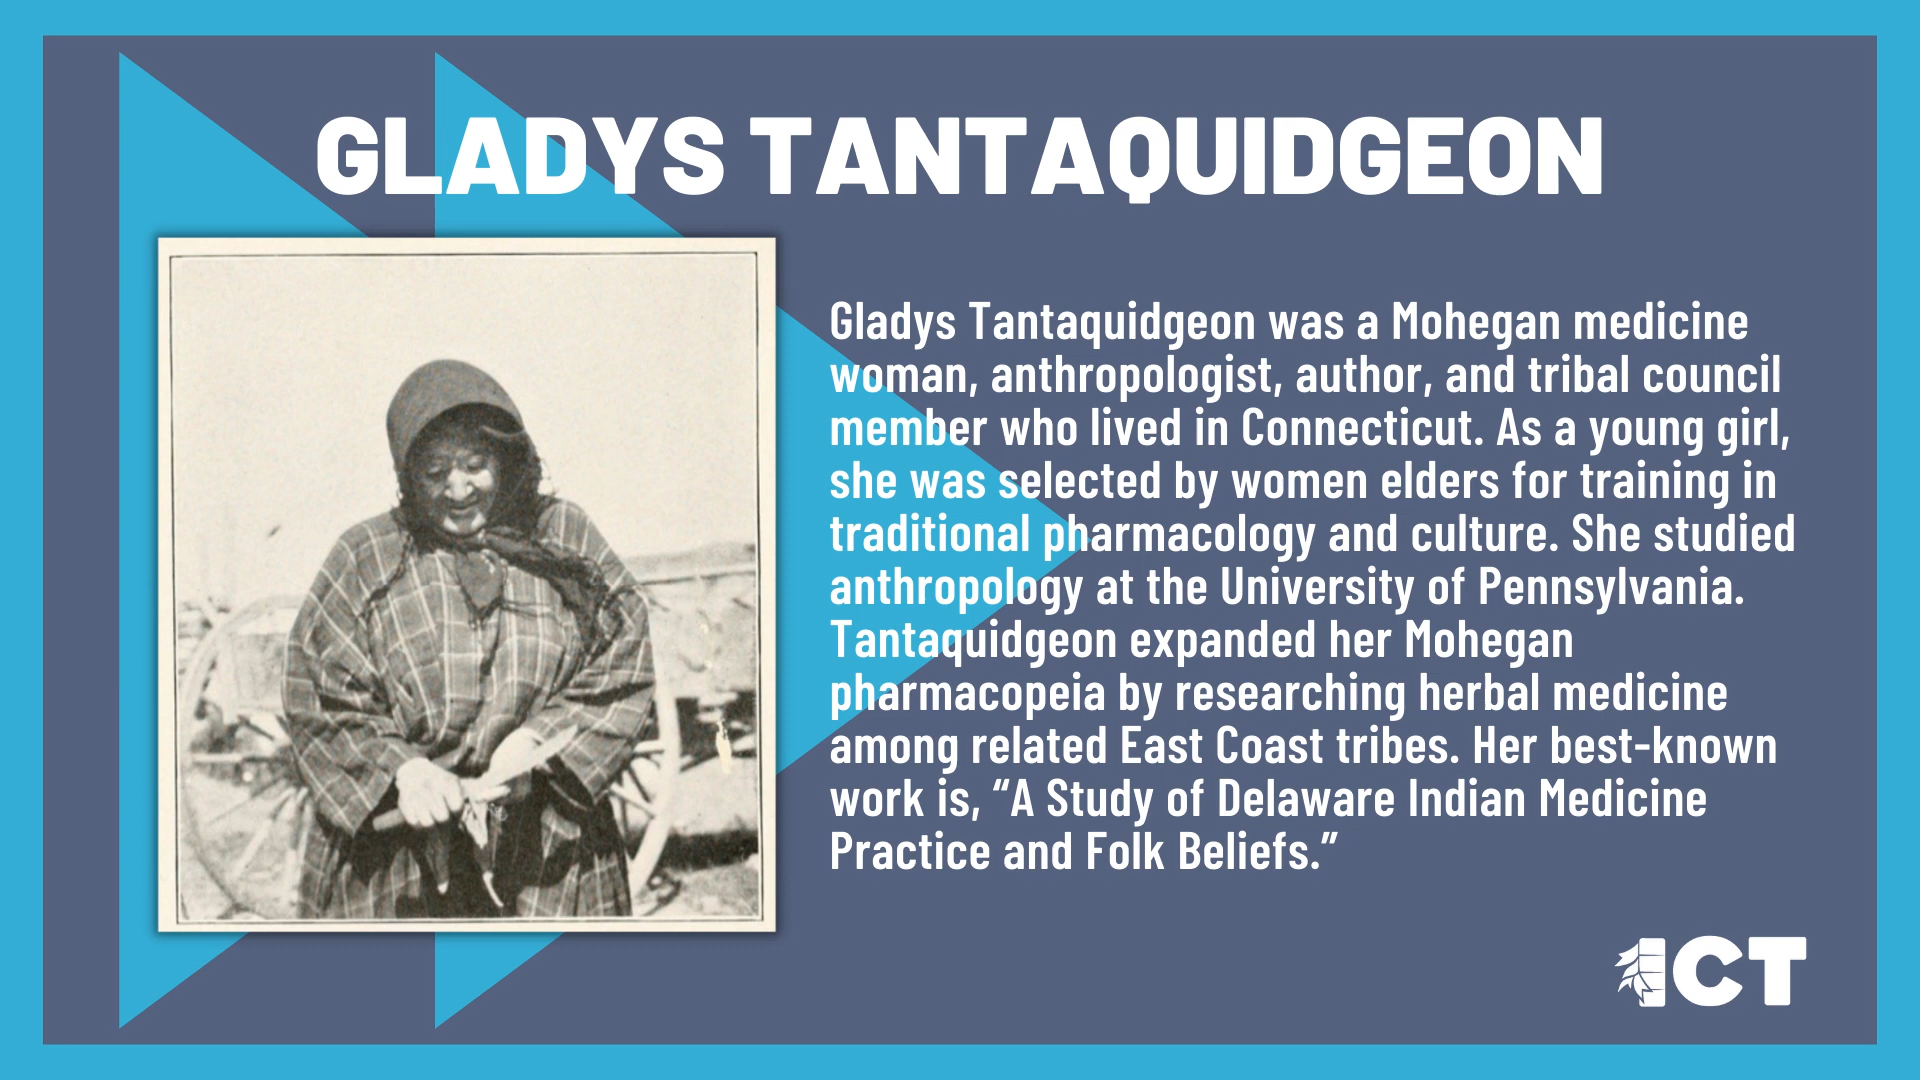 GLADYS TANTAQUIDGEON
Gladys Tantaquidgeon was a Mohegan medicine
woman, anthropologist, author, and tribal council
member who lived in Connecticut. As a young girl,
she was selected by women elders for training in
traditional pharmacology and culture. She studied
anthropology at the University of Pennsylvania.
Tantaquidgeon expanded her Mohegan
pharmacopeia by researching herbal medicine
among related East Coast tribes. Her best-known
work is, “A Study of Delaware Indian Medicine
Practice and Folk Beliefs.”
ICT